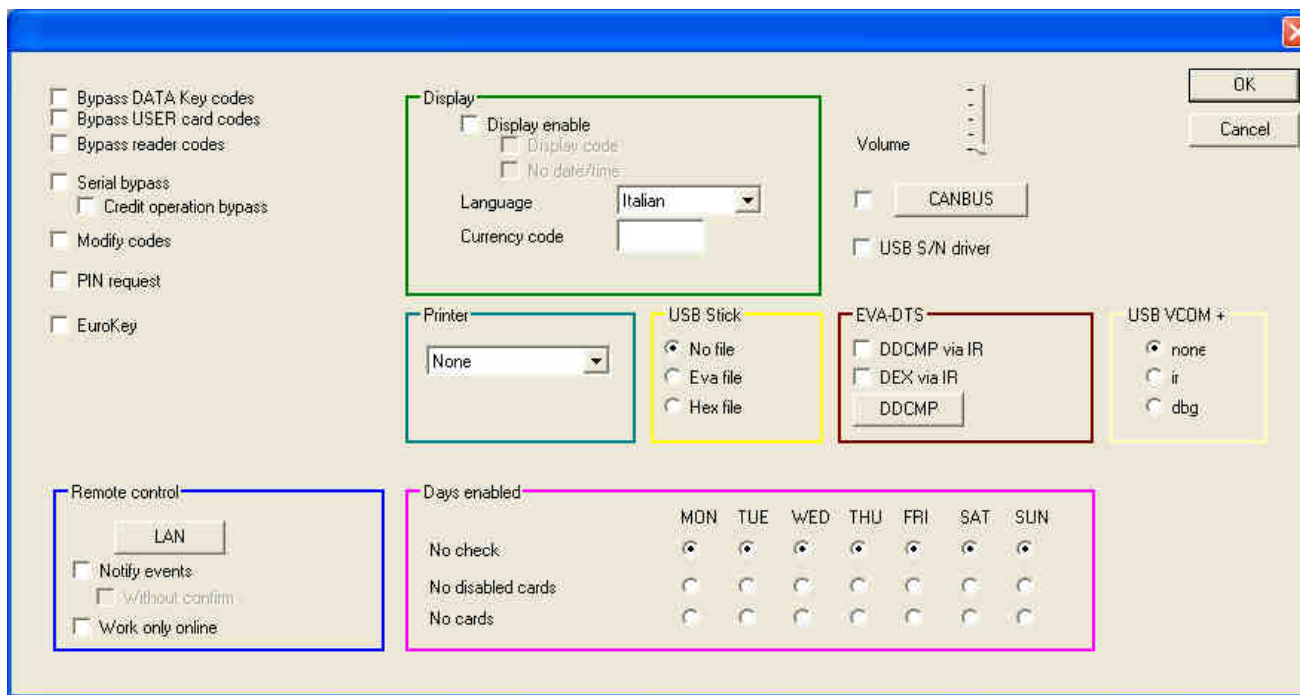 Bypass DATA Key codes
Bypass USER card codes
Bypass reader codes
Serial bypass
Credit operation bypass
Modify codes
PIN request
EuroKey
Display
Display enable
Display code
No date/time
Language Italian
Currency code
Volume
CANBUS
USB S/N driver
OK
Cancel
Printer
None
USB Stick
No file
Eva file
Hex file
EVA-DTS
DDCMP via IR
DEX via IR
DDCMP
USB VCOM +
none
ir
dbg
Remote control
LAN
Notify events
Without confirm
Work only online
Days enabled
MON TUE WED THU FRI SAT SUN
No check
No disabled cards
No cards